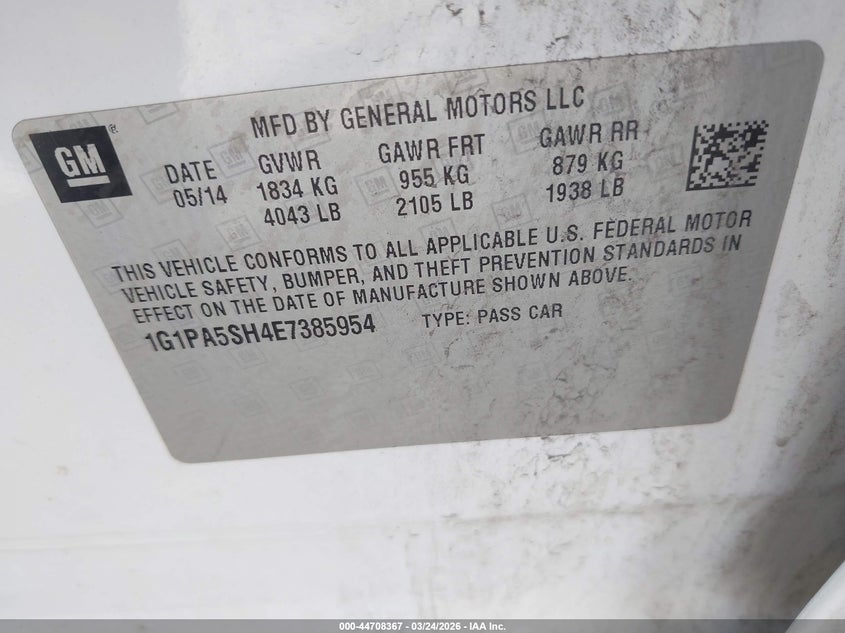 MFD BY GENERAL MOTORS LLC
GM®
DATE GVWR GAWR FRT GAWR RR
05/14 1834 KG 955 KG 879 KG
4043 LB 2105 LB 1938 LB
THIS VEHICLE CONFORMS TO ALL APPLICABLE U.S. FEDERAL MOTOR
VEHICLE SAFETY, BUMPER, AND THEFT PREVENTION STANDARDS IN
EFFECT ON THE DATE OF MANUFACTURE SHOWN ABOVE.
1G1PA5SH4E7385954 TYPE: PASS CAR
000-44708367 - 03/24/2026 - IAA Inc.